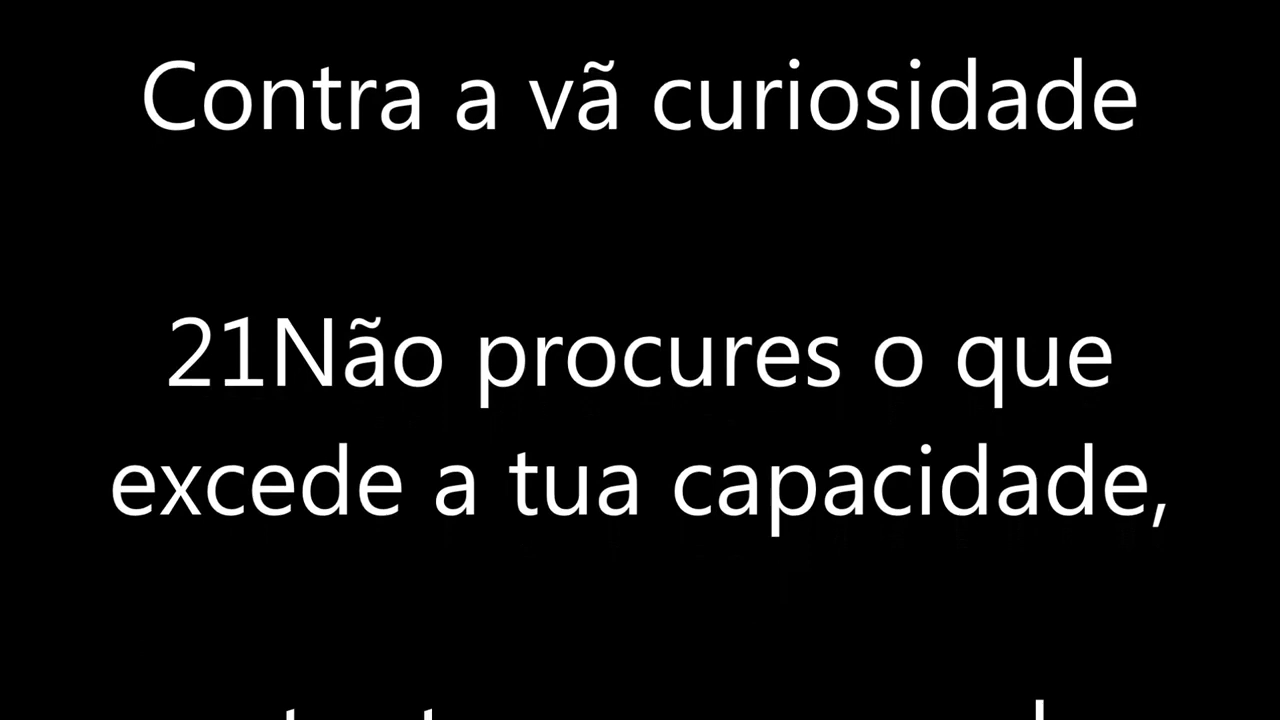 Contra a vã curiosidade
21Não procures o que
excede a tua capacidade,